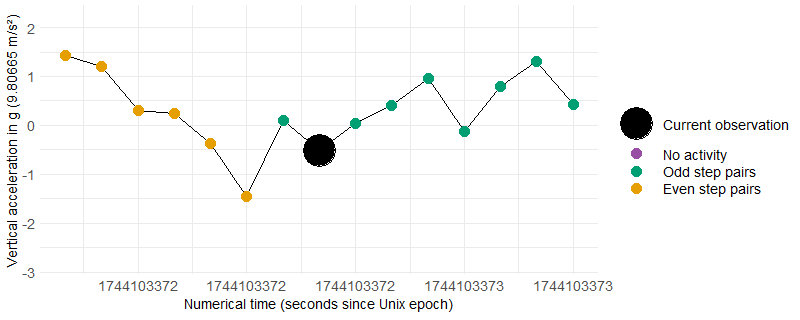 Vertical acceleration in g (9.80665 m/s²)
2
1
0
-1
-2
-3
1744103372 1744103372 1744103372 1744103373 1744103373
Numerical time (seconds since Unix epoch)
Current observation
No activity
Odd step pairs
Even step pairs